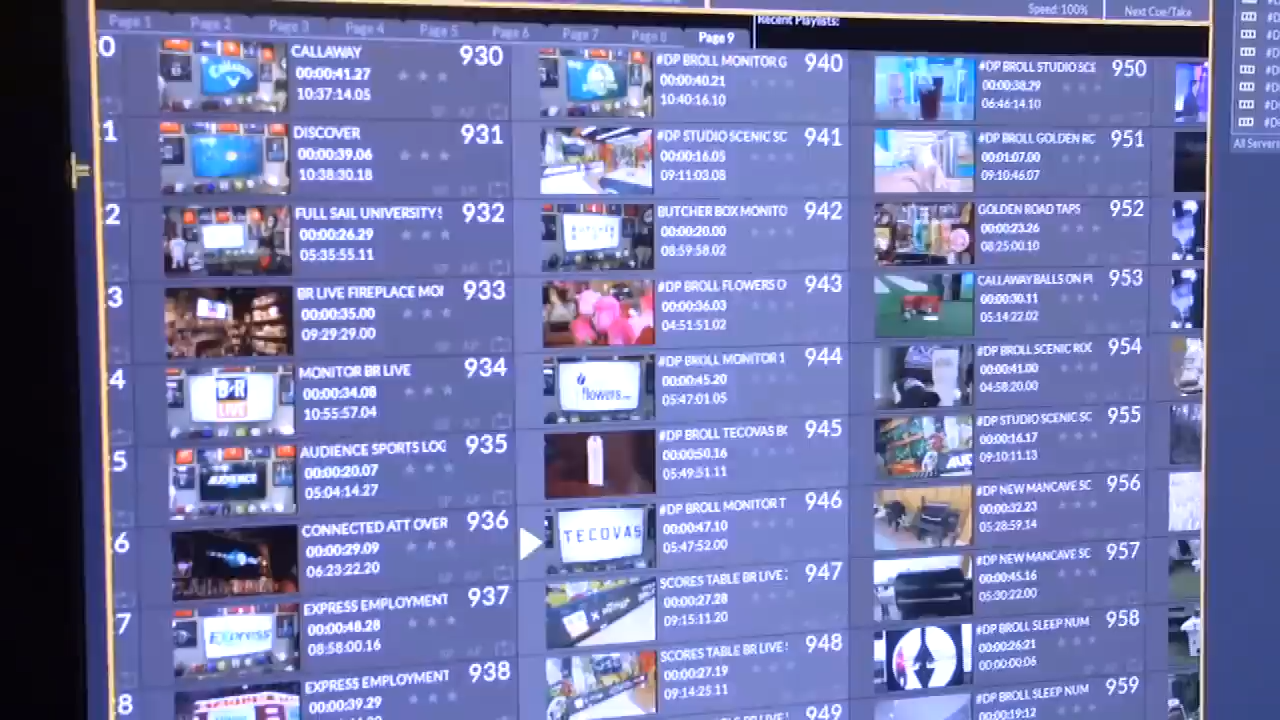 Speed: 100%
Next Cue/Take
Recent Playlists:
Page 1 Page 2 Page 3 Page 4 Page 5 Page 6 Page 7 Page 8 Page 9
All Servers
0
CALLAWAY 930
00:00:41.27
10:37:14.05
1
DISCOVER 931
00:00:39.06
10:38:30.18
2
FULL SAIL UNIVERSITY 932
00:00:26.29
05:35:55.11
3
BR LIVE FIREPLACE MO 933
00:00:35.00
09:29:29.00
4
MONITOR BR LIVE 934
00:00:34.08
10:55:57.04
B/R
LIVE
5
AUDIENCE SPORTS LOG 935
00:00:20.07
05:04:14.27
AUDIENCE
6
CONNECTED ATT OVER 936
00:00:29.09
06:23:22.20
7
EXPRESS EMPLOYMENT 937
00:00:48.28
08:58:00.16
Express
8
EXPRESS EMPLOYMENT 938
00:00:39.29
#DP BROLL MONITOR G 940
00:00:40.21
10:40:16.10
#DP STUDIO SCENIC SC 941
00:00:16.05
09:11:03.08
BUTCHER BOX MONITO 942
00:00:20.00
08:59:58.02
#DP BROLL FLOWERS O 943
00:00:36.03
04:51:51.02
#DP BROLL MONITOR 1 944
00:00:45.20
05:47:01.05
flowers
#DP BROLL TECOVAS BO 945
00:00:50.16
05:49:51.11
#DP BROLL MONITOR T 946
00:00:47.10
05:47:52.00
TECOVAS
SCORES TABLE BR LIVE 947
00:00:27.28
09:15:11.20
SCORES TABLE BR LIVE 948
00:00:27.19
09:14:25.11
949
#DP BROLL STUDIO SCE 950
00:00:38.29
06:46:14.10
#DP BROLL GOLDEN RO 951
00:01:07.00
09:10:46.07
GOLDEN ROAD TAPS 952
00:00:23.26
08:25:00.10
CALLAWAY BALLS ON 953
00:00:30.11
05:14:22.02
#DP BROLL SCENIC ROC 954
00:00:41.00
04:58:20.00
#DP STUDIO SCENIC SC 955
00:00:16.17
09:10:11.13
#DP NEW MANCAVE SC 956
00:00:32.23
05:28:59.14
#DP NEW MANCAVE SC 957
00:00:45.16
05:30:22.00
#DP BROLL SLEEP NUM 958
00:00:26:21
00:00:00:06
#DP BROLL SLEEP NUM 959
00:00:19:12